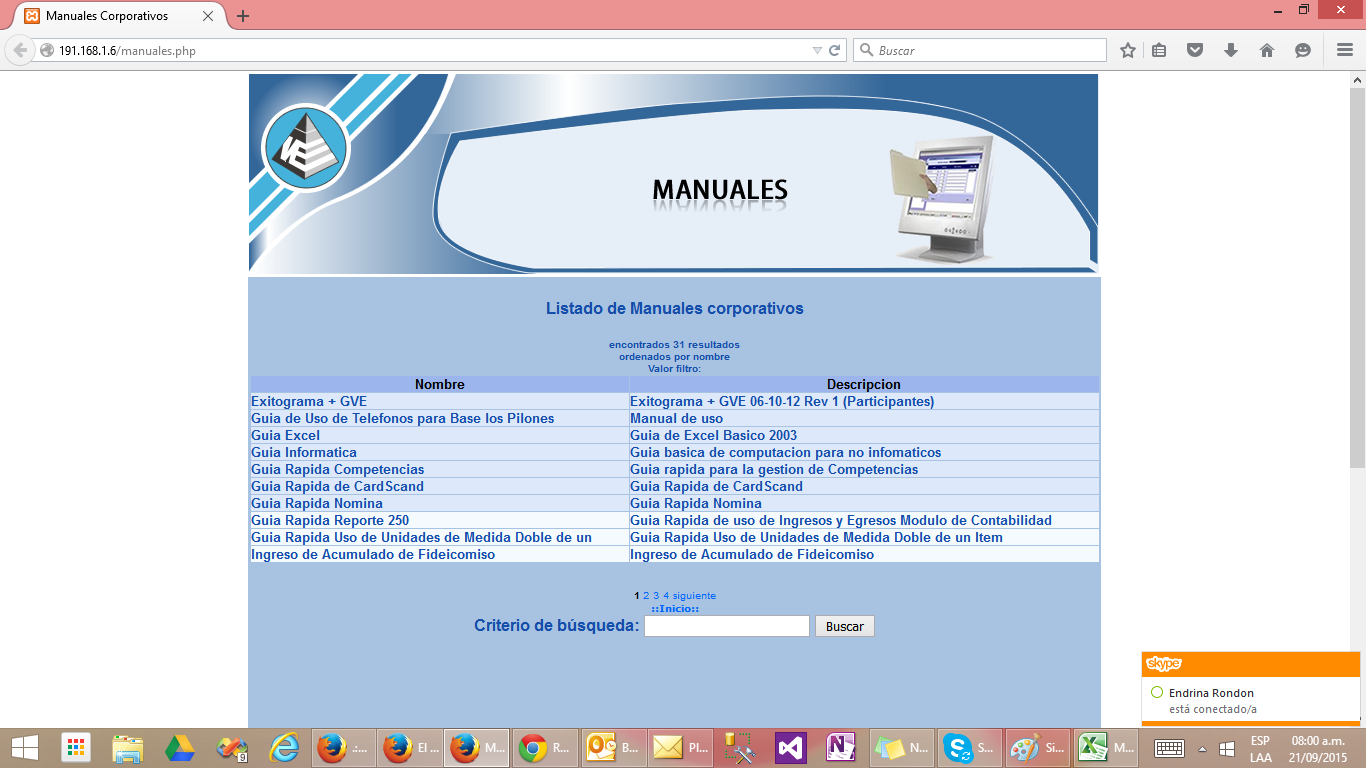 Manuales Corporativos
191.168.1.6/manuales.php
Buscar
MANUALES
Listado de Manuales corporativos
encontrados 31 resultados
ordenados por nombre
Valor filtro:
Nombre Descripcion
Exitograma + GVE Exitograma + GVE 06-10-12 Rev 1 (Participantes)
Guia de Uso de Telefonos para Base los Pilones Manual de uso
Guia Excel Guia de Excel Basico 2003
Guia Informatica Guia basica de computacion para no infomaticos
Guia Rapida Competencias Guia rapida para la gestion de Competencias
Guia Rapida de CardScand Guia Rapida de CardScand
Guia Rapida Nomina Guia Rapida Nomina
Guia Rapida Reporte 250 Guia Rapida de uso de Ingresos y Egresos Modulo de Contabilidad
Guia Rapida Uso de Unidades de Medida Doble de un Guia Rapida Uso de Unidades de Medida Doble de un Item
Ingreso de Acumulado de Fideicomiso Ingreso de Acumulado de Fideicomiso
1 2 3 4 siguiente
::Inicio::
Criterio de búsqueda: Buscar
skype
Endrina Rondon
está conectado/a
9 .:... El ... M... R... B... Pl... N... S... Si... M... ESP 08:00 a.m.
LAA 21/09/2015